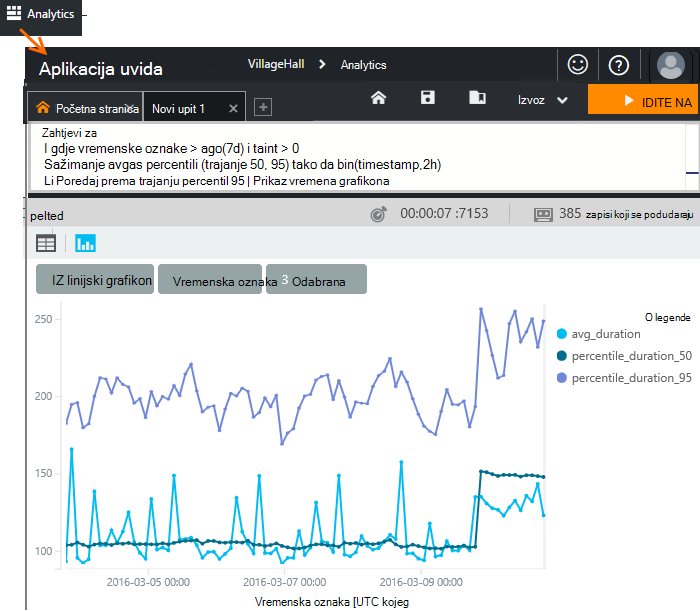 Analytics
Aplikacija uvida
VillageHall
Analytics
Početna stranica
Novi upit 1
Izvoz
IDITE NA
Zahtjevi za
I gdje vremenske oznake > ago(7d) i taint > 0
Sažimanje avgas percentili (trajanje 50, 95) tako da bin(timestamp,2h)
Li Poredaj prema trajanju percentil 95 | Prikaz vremena grafikona
pelted
00:00:07 :7153
385 zapisi koji se podudaraju
IZ linijski grafikon
Vremenska oznaka 3 Odabrana
O legende
avg_duration
percentile_duration_50
percentile_duration_95
250
200
150
100
2016-03-05 00:00
2016-03-07 00:00
2016-03-09 00:00
Vremenska oznaka [UTC kojeg